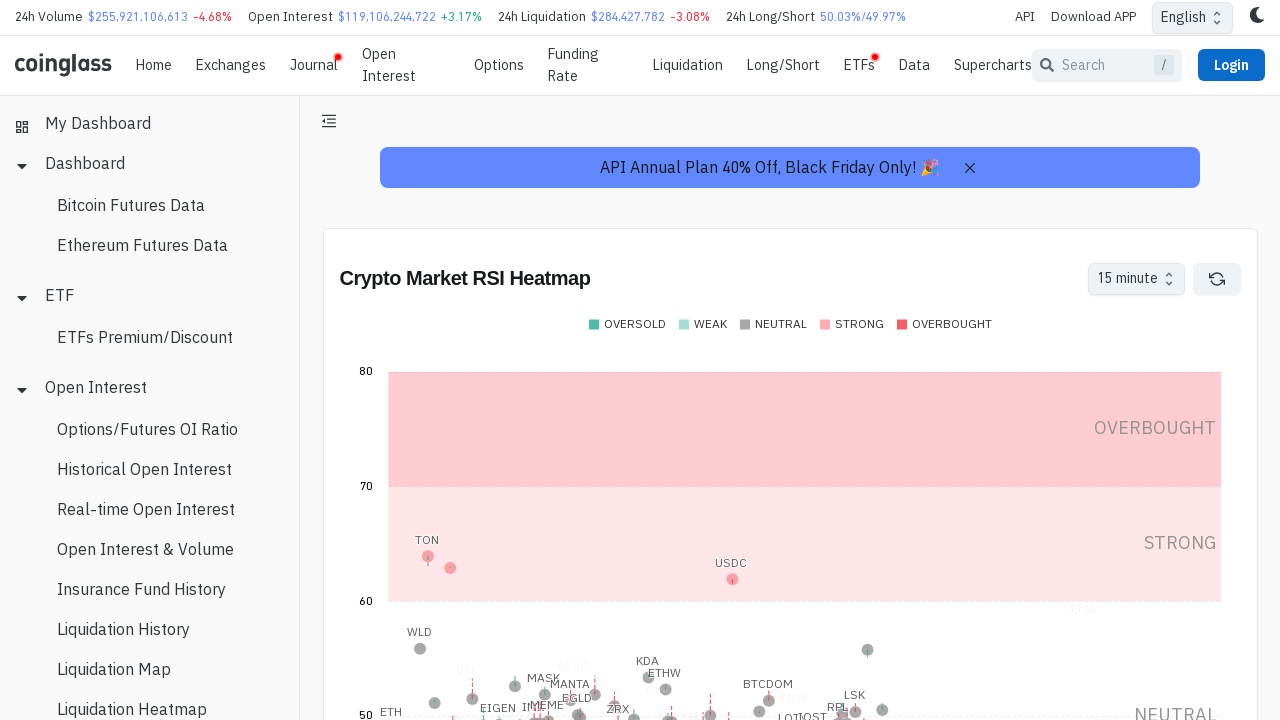 24h Volume $255,921,106,613 -4.68% Open Interest $119,106,244,722 +3.17% 24h Liquidation $284,427,782 -3.08% 24h Long/Short 50.03%/49.97% API Download APP English
coinglass Home Exchanges Journal Open Interest Options Funding Rate Liquidation Long/Short ETFs Data Supercharts Search / Login
My Dashboard
Dashboard
Bitcoin Futures Data
Ethereum Futures Data
ETF
ETFs Premium/Discount
Open Interest
Options/Futures OI Ratio
Historical Open Interest
Real-time Open Interest
Open Interest & Volume
Insurance Fund History
Liquidation History
Liquidation Map
Liquidation Heatmap
API Annual Plan 40% Off, Black Friday Only! 🎉
Crypto Market RSI Heatmap
15 minute
OVERSOLD WEAK NEUTRAL STRONG OVERBOUGHT
80
OVERBOUGHT
70
TON
STRONG
USDC
60
SPELL
WLD
ETC
ALGO
KDA
ETHW
MASK
MANTA
BTCDOM
EGLD
LSK
MEME
EIGEN
ZRX
RPL
ETH
50
NEUTRAL